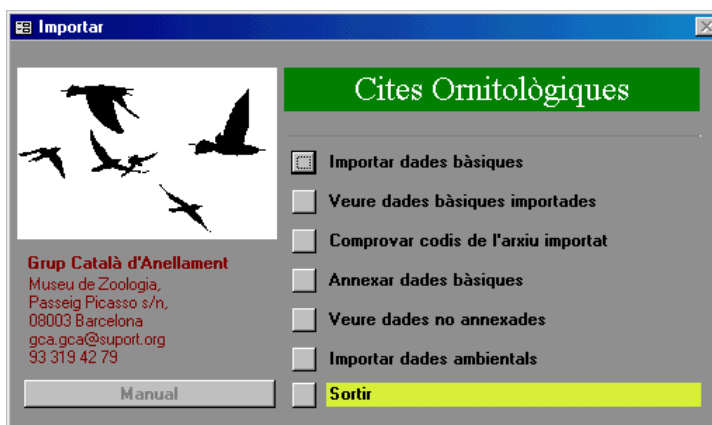 Importar
Cites Ornitològiques
Importar dades bàsiques
Veure dades bàsiques importades
Comprovar codis de l'arxiu importat
Annexar dades bàsiques
Veure dades no annexades
Importar dades ambientals
Sortir
Grup Català d'Anellament
Museu de Zoologia,
Passeig Picasso s/n,
08003 Barcelona
gca.gca@suport.org
93 319 42 79
Manual